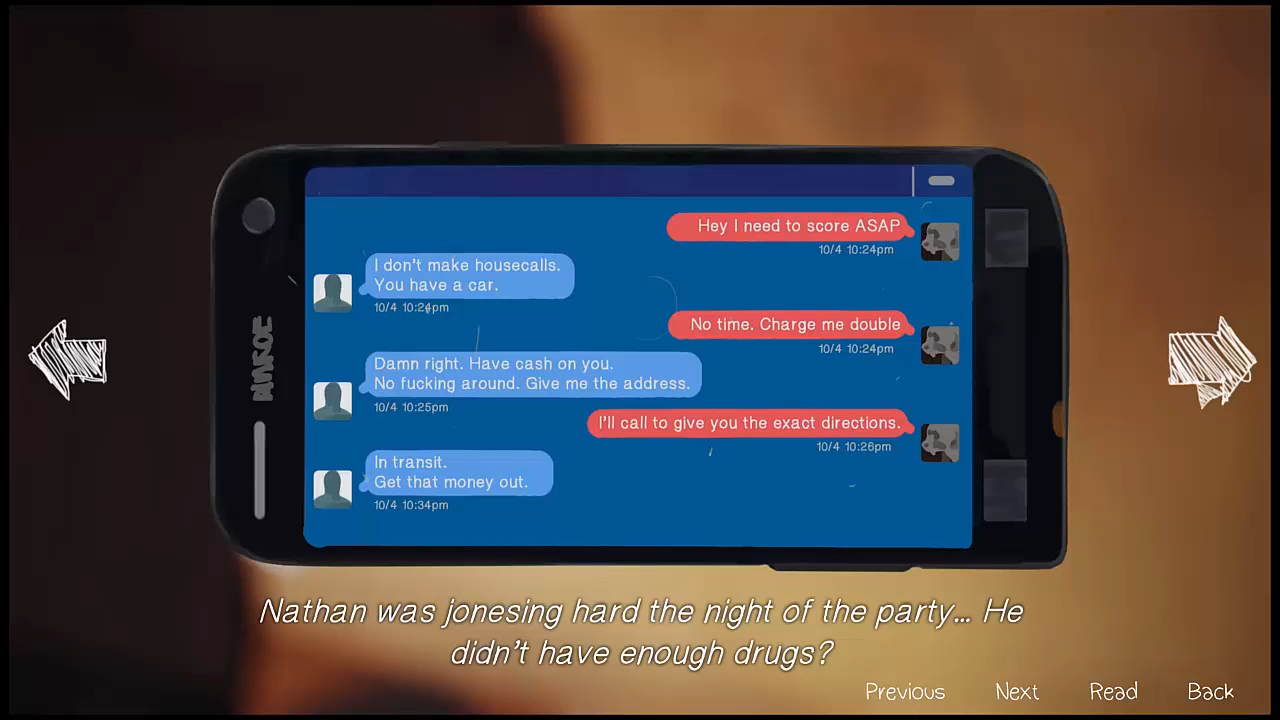 Hey I need to score ASAP
10/4 10:24pm
I don't make housecalls.
You have a car.
10/4 10:24pm
No time. Charge me double
10/4 10:24pm
Damn right. Have cash on you.
No fucking around. Give me the address.
10/4 10:25pm
I'll call to give you the exact directions.
10/4 10:26pm
In transit.
Get that money out.
10/4 10:34pm
Nathan was jonesing hard the night of the party... He
didn't have enough drugs?
Previous Next Read Back